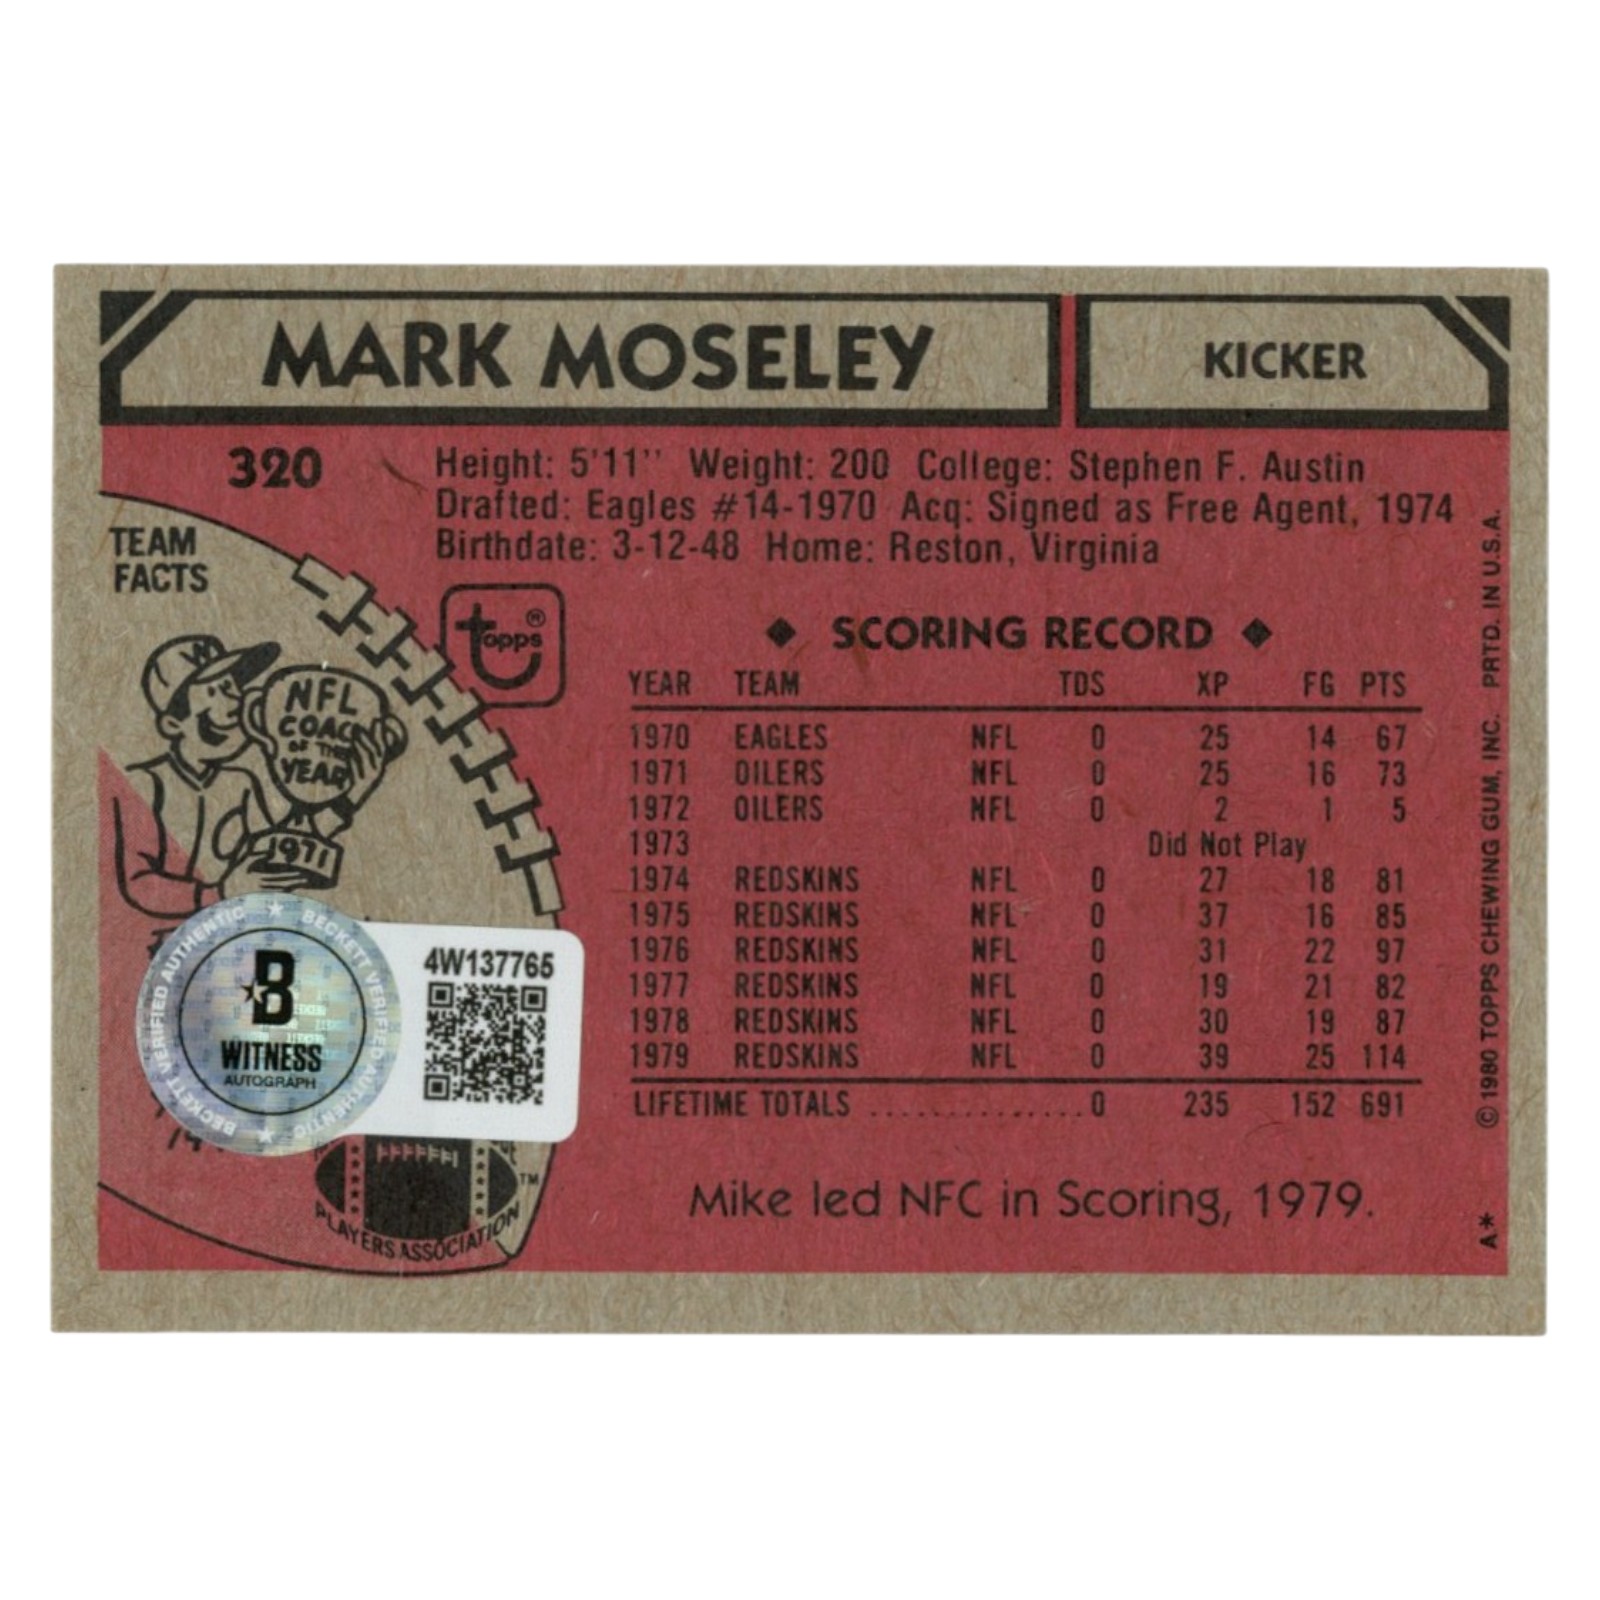 MARK MOSELEY
KICKER
320
Height: 5'11'' Weight: 200 College: Stephen F. Austin
Drafted: Eagles #14-1970 Acq: Signed as Free Agent, 1974
Birthdate: 3-12-48 Home: Reston, Virginia
TEAM
FACTS
W
NFL
COACH
OF THE
YEAR
1971
topps®
◆ SCORING RECORD ◆
YEAR TEAM TDS XP FG PTS
1970 EAGLES NFL 0 25 14 67
1971 OILERS NFL 0 25 16 73
1972 OILERS NFL 0 2 1 5
1973 Did Not Play
1974 REDSKINS NFL 0 27 18 81
1975 REDSKINS NFL 0 37 16 85
1976 REDSKINS NFL 0 31 22 97
1977 REDSKINS NFL 0 19 21 82
1978 REDSKINS NFL 0 30 19 87
1979 REDSKINS NFL 0 39 25 114
LIFETIME TOTALS ...............0 235 152 691
Mike led NFC in Scoring, 1979.
BECKETT VERIFIED AUTHENTIC ★ BECKETT VERIFIED AUTHENTIC ★
B
WITNESS
AUTOGRAPH
4W137765
PLAYERS ASSOCIATION
TM
© 1980 TOPPS CHEWING GUM, INC. PRTD. IN U.S.A.
A*